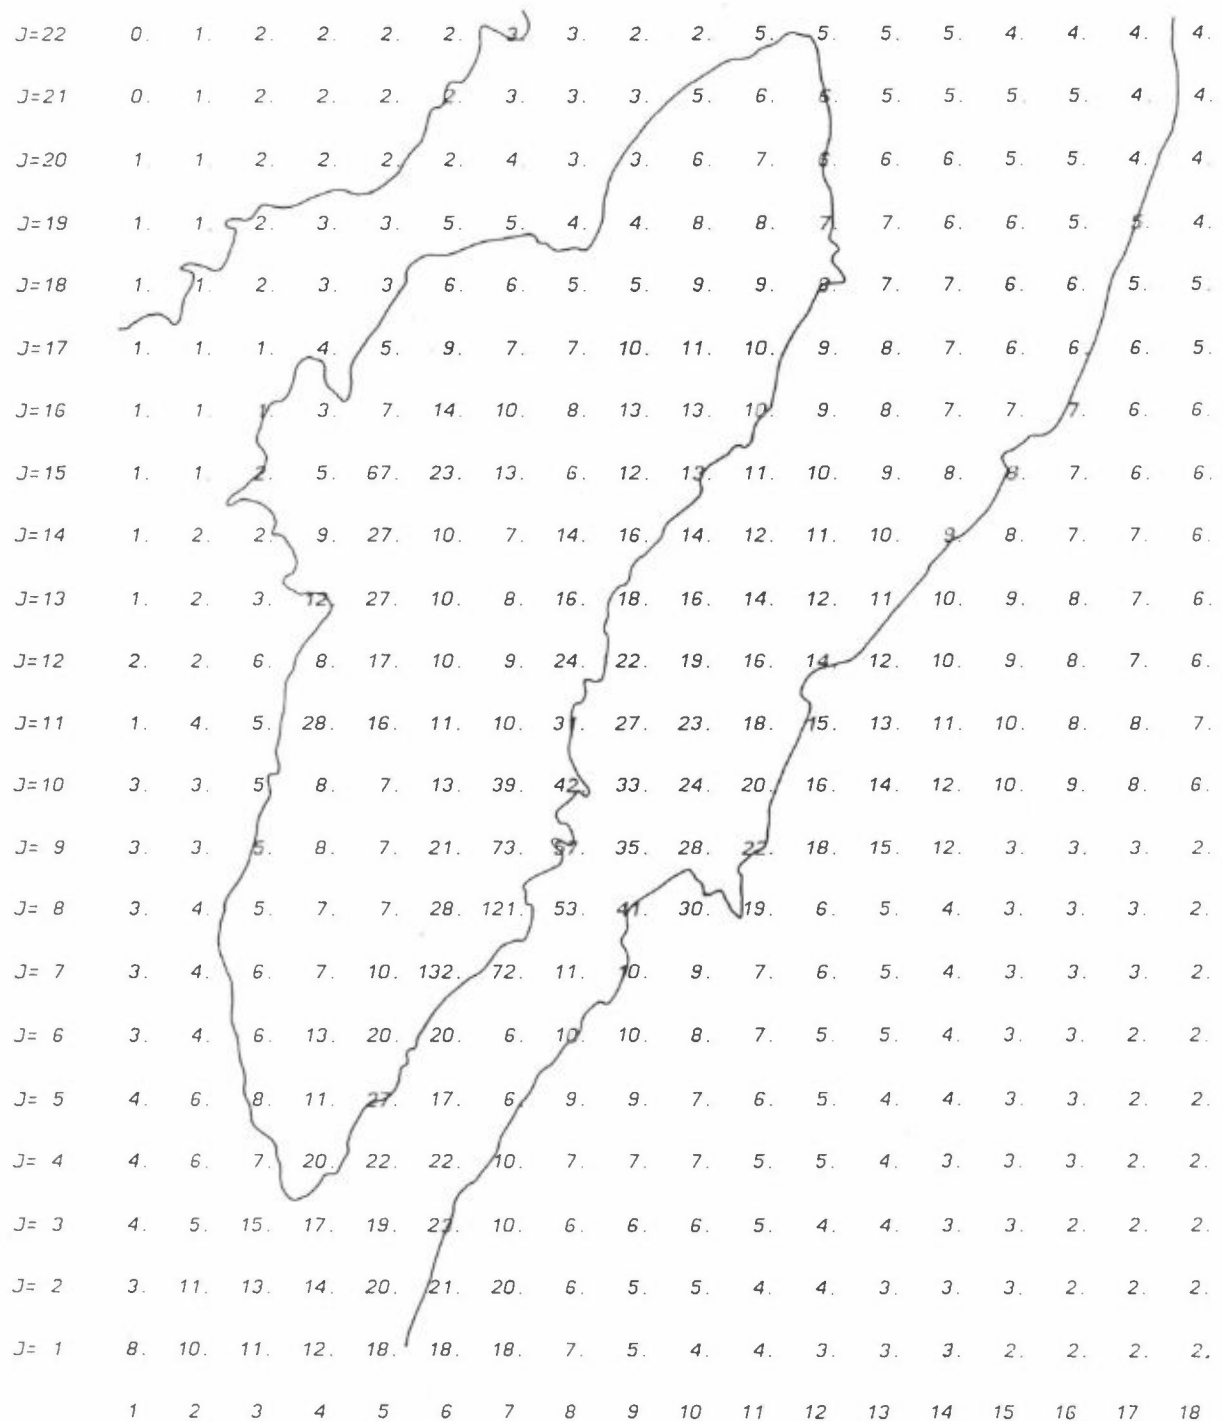 J=22 0. 1. 2. 2. 2. 2. 3. 3. 2. 2. 5. 5. 5. 5. 4. 4. 4. 4.
J=21 0. 1. 2. 2. 2. 2. 3. 3. 3. 5. 6. 6. 5. 5. 5. 5. 4. 4.
J=20 1. 1. 2. 2. 2. 2. 4. 3. 3. 6. 7. 6. 6. 6. 5. 5. 4. 4.
J=19 1. 1. 2. 3. 3. 5. 5. 4. 4. 8. 8. 7. 7. 6. 6. 5. 5. 4.
J=18 1. 1. 2. 3. 3. 6. 6. 5. 5. 9. 9. 8. 7. 7. 6. 6. 5. 5.
J=17 1. 1. 1. 4. 5. 9. 7. 7. 10. 11. 10. 9. 8. 7. 6. 6. 6. 5.
J=16 1. 1. 1. 3. 7. 14. 10. 8. 13. 13. 10. 9. 8. 7. 7. 7. 6. 6.
J=15 1. 1. 2. 5. 67. 23. 13. 6. 12. 13. 11. 10. 9. 8. 8. 7. 6. 6.
J=14 1. 2. 2. 9. 27. 10. 7. 14. 16. 14. 12. 11. 10. 9. 8. 7. 7. 6.
J=13 1. 2. 3. 12. 27. 10. 8. 16. 18. 16. 14. 12. 11. 10. 9. 8. 7. 6.
J=12 2. 2. 6. 8. 17. 10. 9. 24. 22. 19. 16. 14. 12. 10. 9. 8. 7. 6.
J=11 1. 4. 5. 28. 16. 11. 10. 31. 27. 23. 18. 15. 13. 11. 10. 8. 8. 7.
J=10 3. 3. 5. 8. 7. 13. 39. 42. 33. 24. 20. 16. 14. 12. 10. 9. 8. 6.
J= 9 3. 3. 5. 8. 7. 21. 73. 57. 35. 28. 22. 18. 15. 12. 3. 3. 3. 2.
J= 8 3. 4. 5. 7. 7. 28. 121. 53. 41. 30. 19. 6. 5. 4. 3. 3. 3. 2.
J= 7 3. 4. 6. 7. 10. 132. 72. 11. 10. 9. 7. 6. 5. 4. 3. 3. 3. 2.
J= 6 3. 4. 6. 13. 20. 20. 6. 10. 10. 8. 7. 5. 5. 4. 3. 3. 2. 2.
J= 5 4. 6. 8. 11. 27. 17. 6. 9. 9. 7. 6. 5. 4. 4. 3. 3. 2. 2.
J= 4 4. 6. 7. 20. 22. 22. 10. 7. 7. 7. 5. 5. 4. 3. 3. 3. 2. 2.
J= 3 4. 5. 15. 17. 19. 23. 10. 6. 6. 6. 5. 4. 4. 3. 3. 2. 2. 2.
J= 2 3. 11. 13. 14. 20. 21. 20. 6. 5. 5. 4. 4. 3. 3. 3. 2. 2. 2.
J= 1 8. 10. 11. 12. 18. 18. 18. 7. 5. 4. 4. 3. 3. 3. 2. 2. 2. 2.
1 2 3 4 5 6 7 8 9 10 11 12 13 14 15 16 17 18